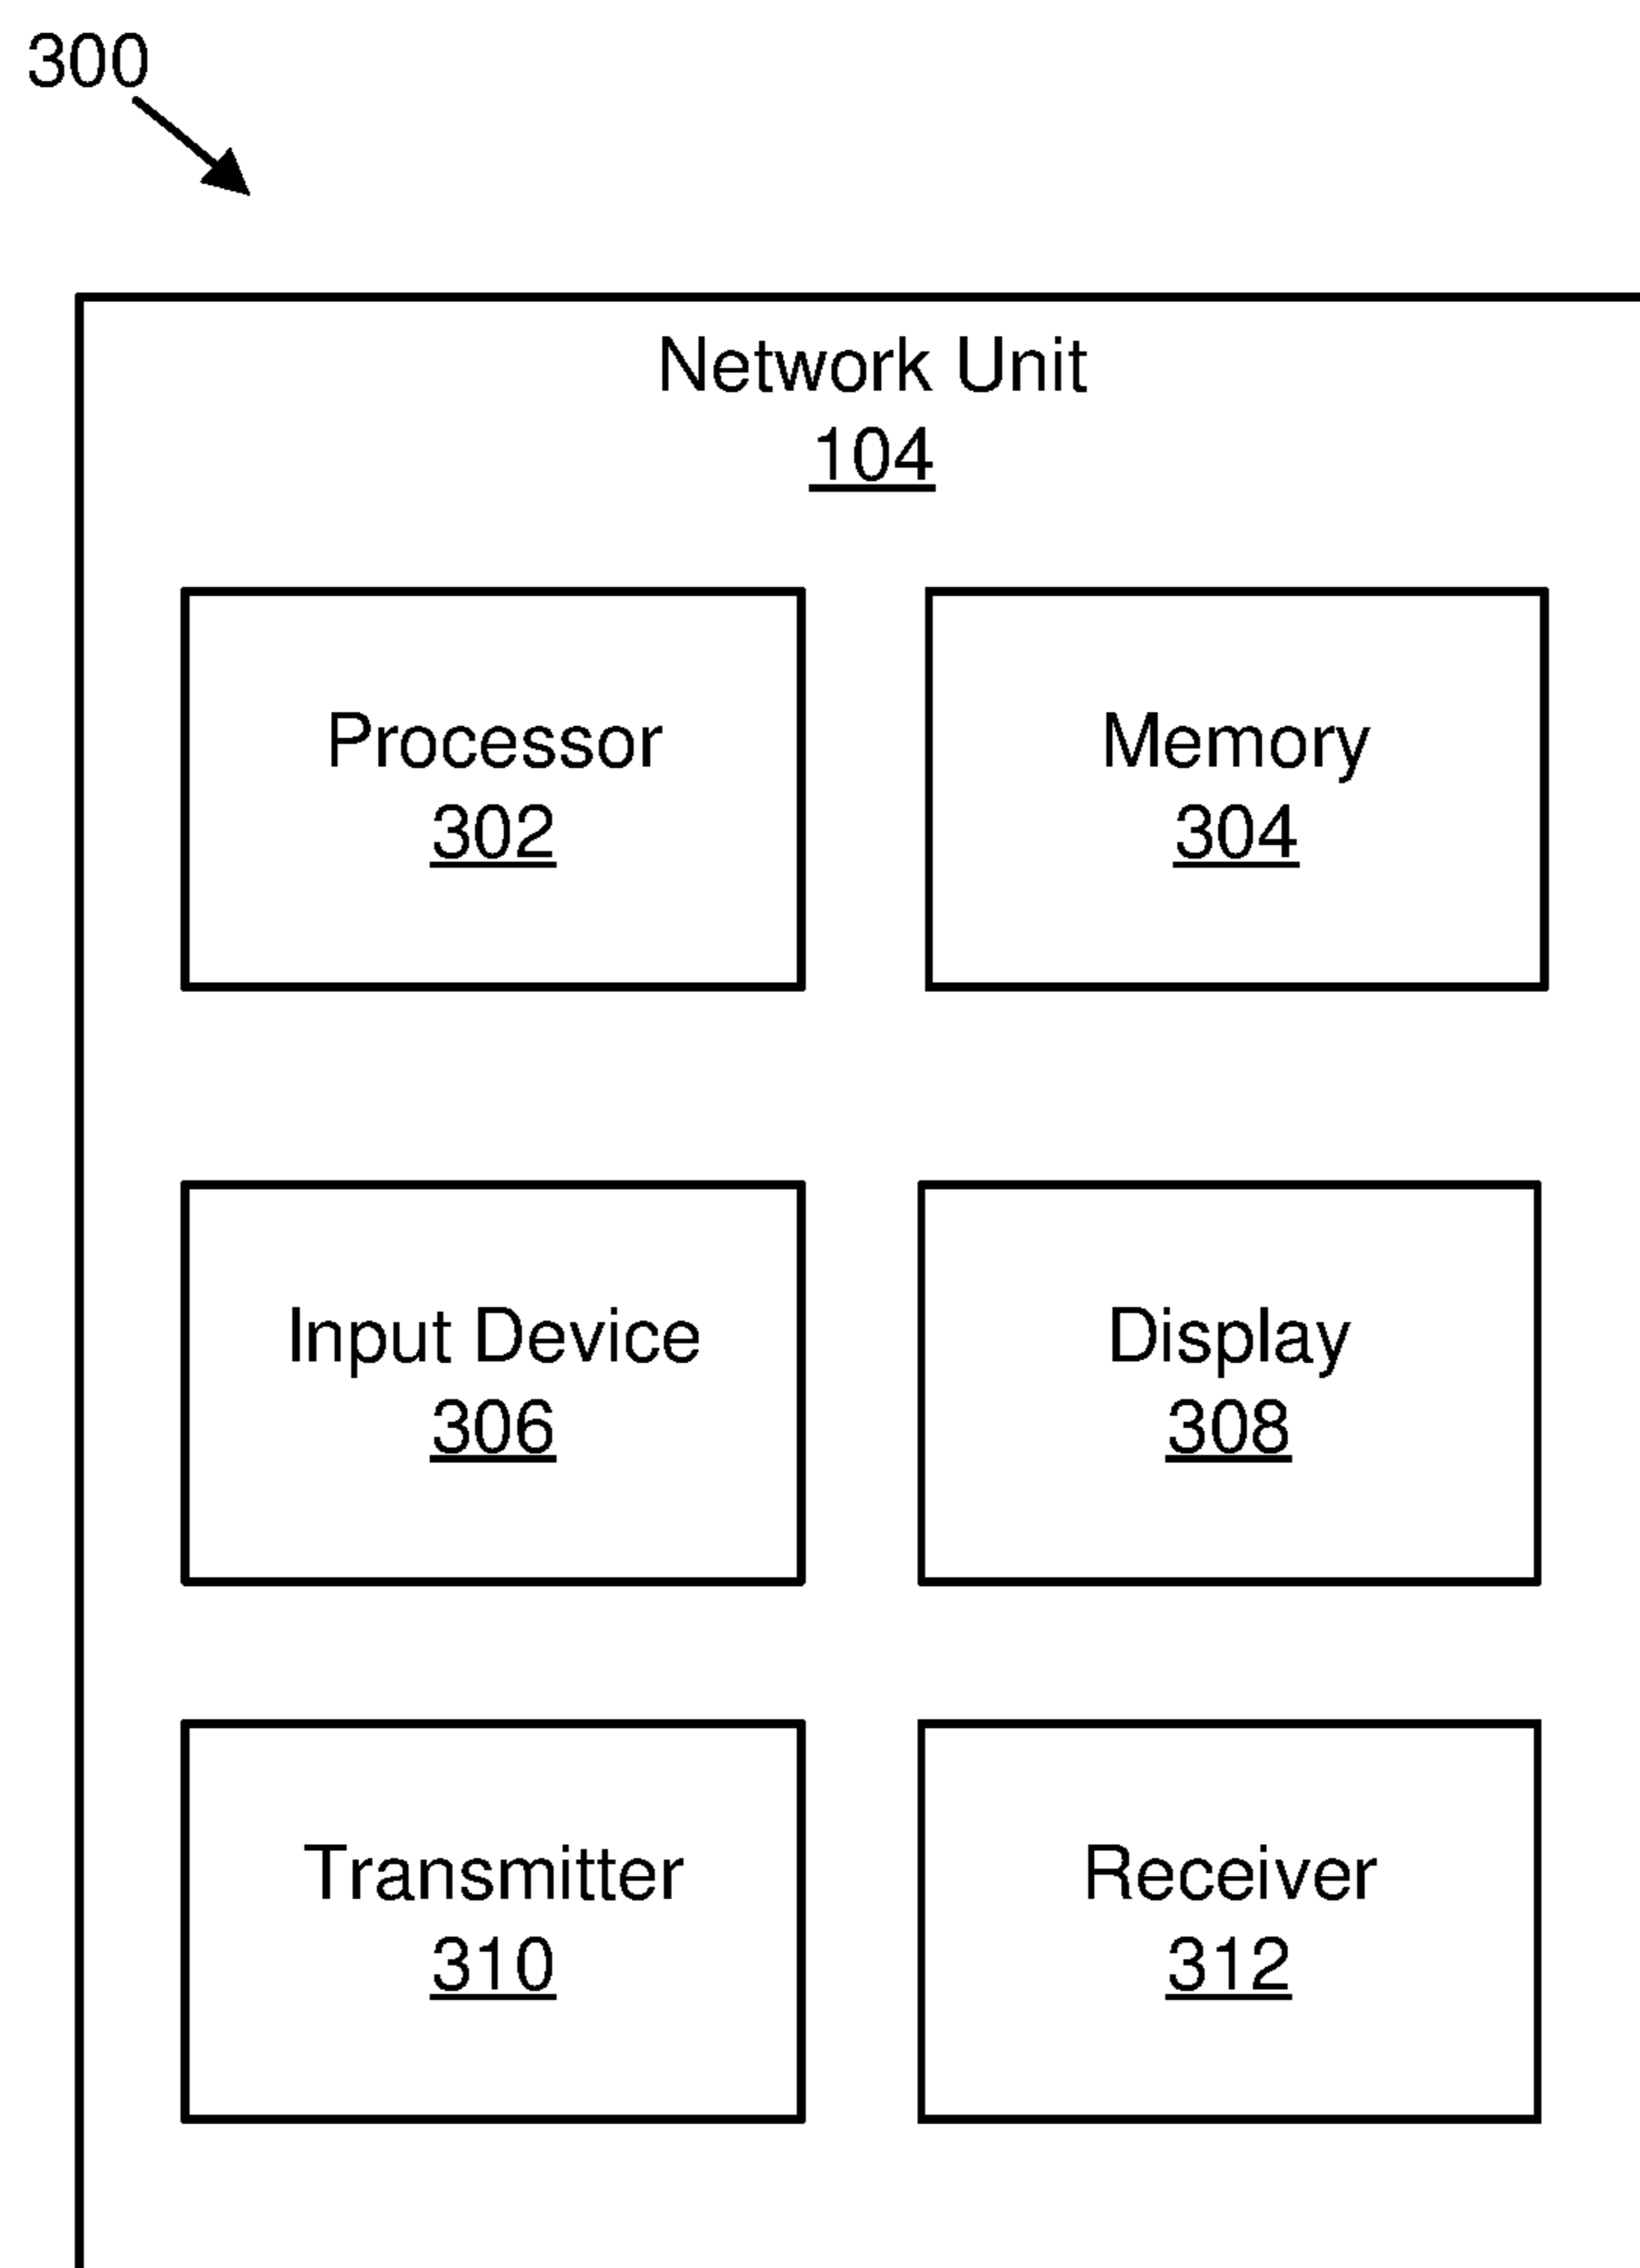 300
Network Unit
104
Processor
302
Memory
304
Input Device
306
Display
308
Transmitter
310
Receiver
312